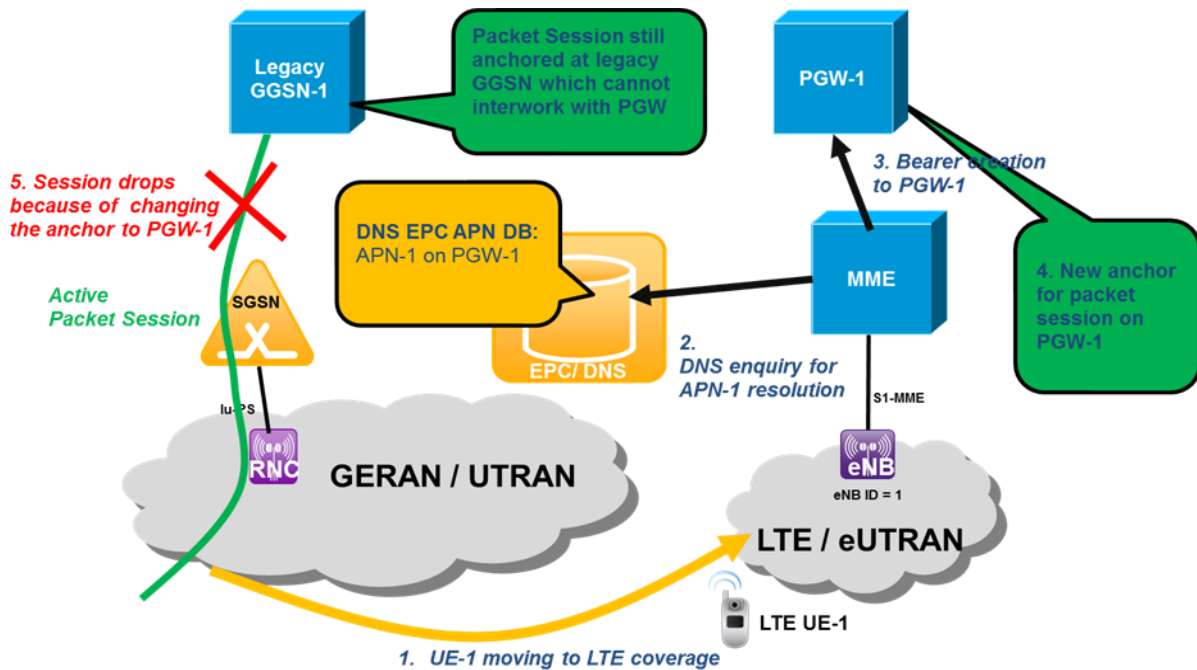 Legacy
GGSN-1
Packet Session still
anchored at legacy
GGSN which cannot
interwork with PGW
PGW-1
5. Session drops
because of changing
the anchor to PGW-1
3. Bearer creation
to PGW-1
DNS EPC APN DB:
APN-1 on PGW-1
MME
4. New anchor
for packet
session on
PGW-1
Active
Packet Session
SGSN
EPC/ DNS
2.
DNS enquiry for
APN-1 resolution
Iu-PS
S1-MME
RNC
GERAN / UTRAN
eNB
eNB ID = 1
LTE / eUTRAN
LTE UE-1
1. UE-1 moving to LTE coverage